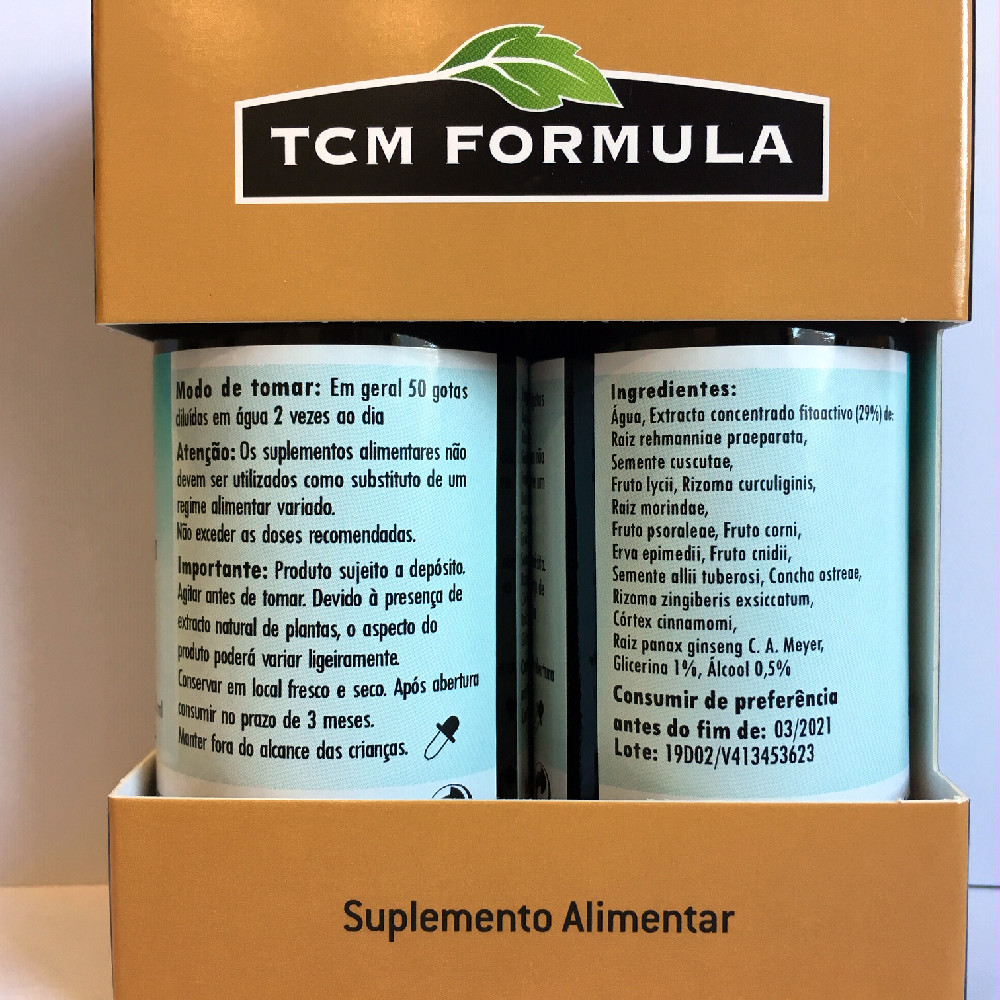 TCM FORMULA
Modo de tomar: Em geral 50 gotas
diluídas em água 2 vezes ao dia
Atenção: Os suplementos alimentares não
devem ser utilizados como substituto de um
regime alimentar variado.
Não exceder as doses recomendadas.
Importante: Produto sujeito a depósito.
Agitar antes de tomar. Devido à presença de
extracto natural de plantas, o aspecto do
produto poderá variar ligeiramente.
Conservar em local fresco e seco. Após abertura
consumir no prazo de 3 meses.
Manter fora do alcance das crianças.
Ingredientes:
Água, Extracto concentrado fitoactivo (29%) de:
Raiz rehmanniae praeparata,
Semente cuscutae,
Fruto lycii, Rizoma curculiginis,
Raiz morindae,
Fruto psoraleae, Fruto corni,
Erva epimedii, Fruto cnidii,
Semente allii tuberosi, Concha ostreae,
Rizoma zingiberis exsiccatum,
Córtex cinnamomi,
Raiz panax ginseng C. A. Meyer,
Glicerina 1%, Álcool 0,5%
Consumir de preferência
antes do fim de: 03/2021
Lote: 19D02/V413453623
Suplemento Alimentar